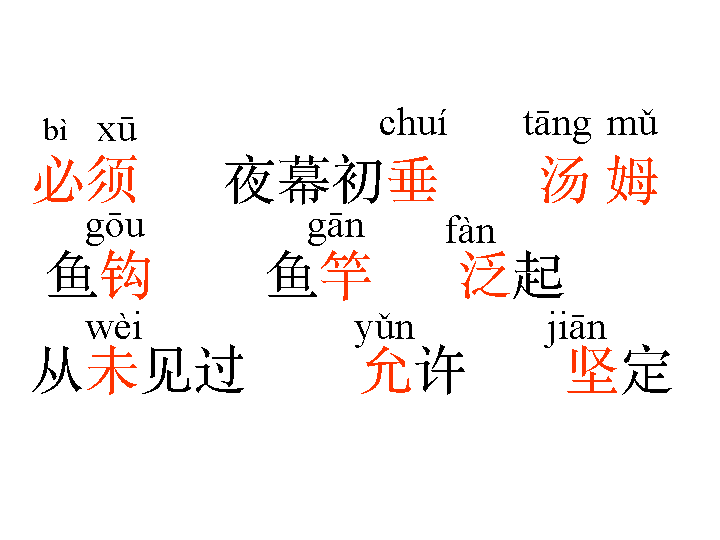 bì xū chuí tāng mǔ
必须 夜幕初垂 汤 姆
gōu gān fàn
鱼钩 鱼竿 泛起
wèi yǔn jiān
从未见过 允许 坚定